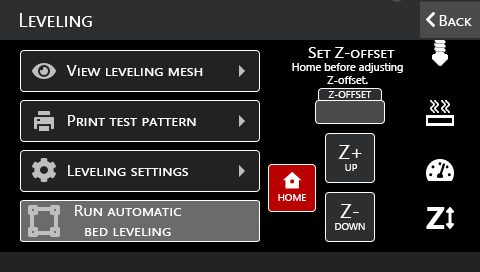 Leveling
Back
View leveling mesh
Print test pattern
Leveling settings
Run automatic
bed leveling
Set Z-offset
Home before adjusting
Z-offset.
Z-offset
Z+
up
Home
Z-
down
Z